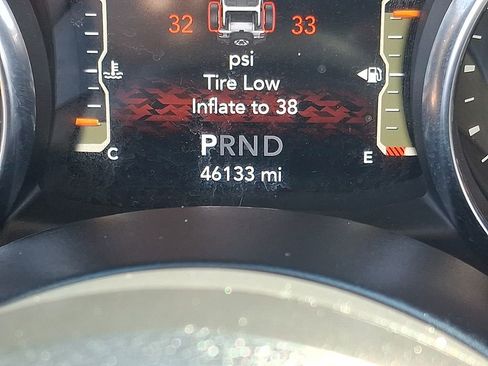 32 33
psi
Tire Low
Inflate to 38
PRND
C E
46133 mi